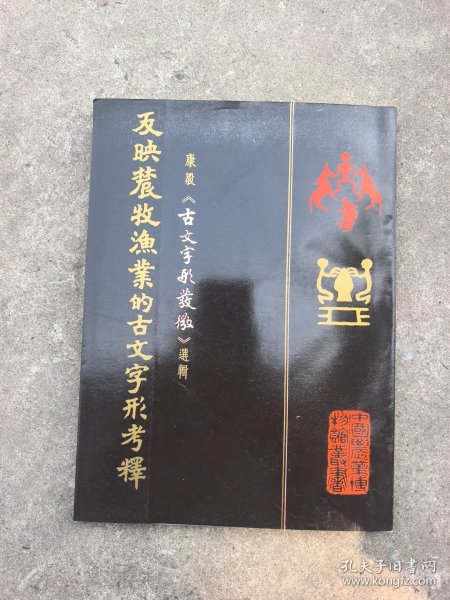 反映農牧漁業的古文字形考釋
康殷《古文字形發微》選輯
中國農業博
物館叢書
孔夫子旧书网
www.kongfz.com